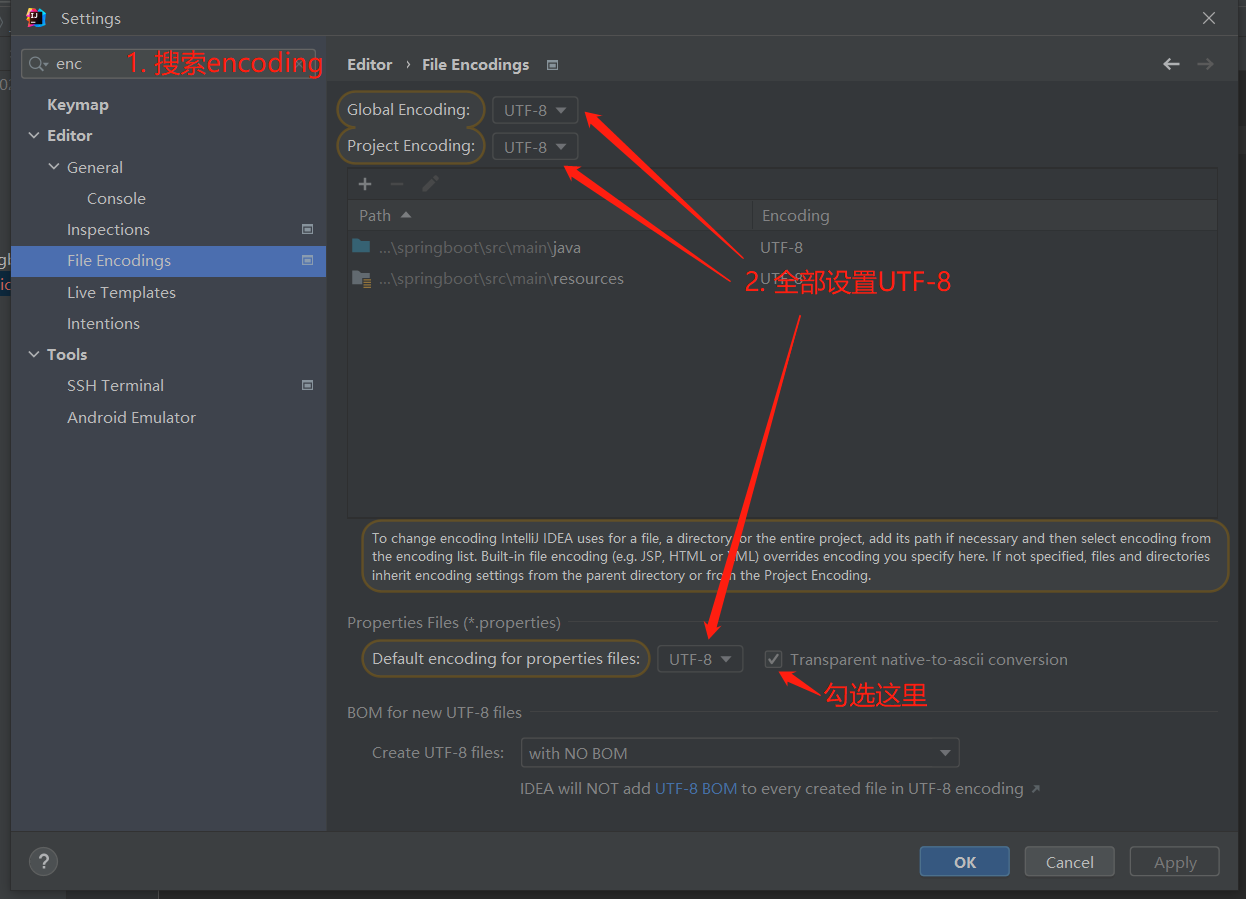 Settings
enc
1. 搜索encoding
Editor › File Encodings
Keymap
Editor
General
Console
Inspections
File Encodings
Live Templates
Intentions
Tools
SSH Terminal
Android Emulator
Global Encoding: UTF-8
Project Encoding: UTF-8
Path Encoding
...\springboot\src\main\java UTF-8
...\springboot\src\main\resources UTF-8
2. 全部设置UTF-8
To change encoding IntelliJ IDEA uses for a file, a directory or the entire project, add its path if necessary and then select encoding from
the encoding list. Built-in file encoding (e.g. JSP, HTML or XML) overrides encoding you specify here. If not specified, files and directories
inherit encoding settings from the parent directory or from the Project Encoding.
Properties Files (*.properties)
Default encoding for properties files: UTF-8 Transparent native-to-ascii conversion
勾选这里
BOM for new UTF-8 files
Create UTF-8 files: with NO BOM
IDEA will NOT add UTF-8 BOM to every created file in UTF-8 encoding ↗
?
OK Cancel Apply